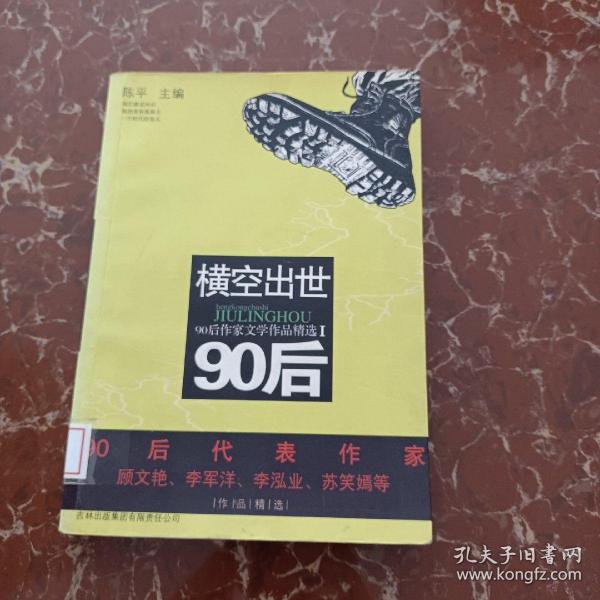 陈平 主编
横空出世
hengkongchushi
JIULINGHOU
90后作家文学作品精选I
90后
90后代表作家
顾文艳、李军洋、李泓业、苏笑嫣等
作品精选
吉林出版集团有限责任公司
孔夫子旧书网
www.kongfz.com